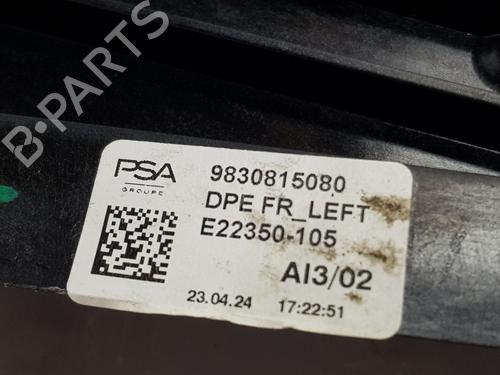 B-PARTS
PSA
GROUPE
9830815080
DPE FR_LEFT
E22350-105
AI3/02
23.04.24 17:22:51